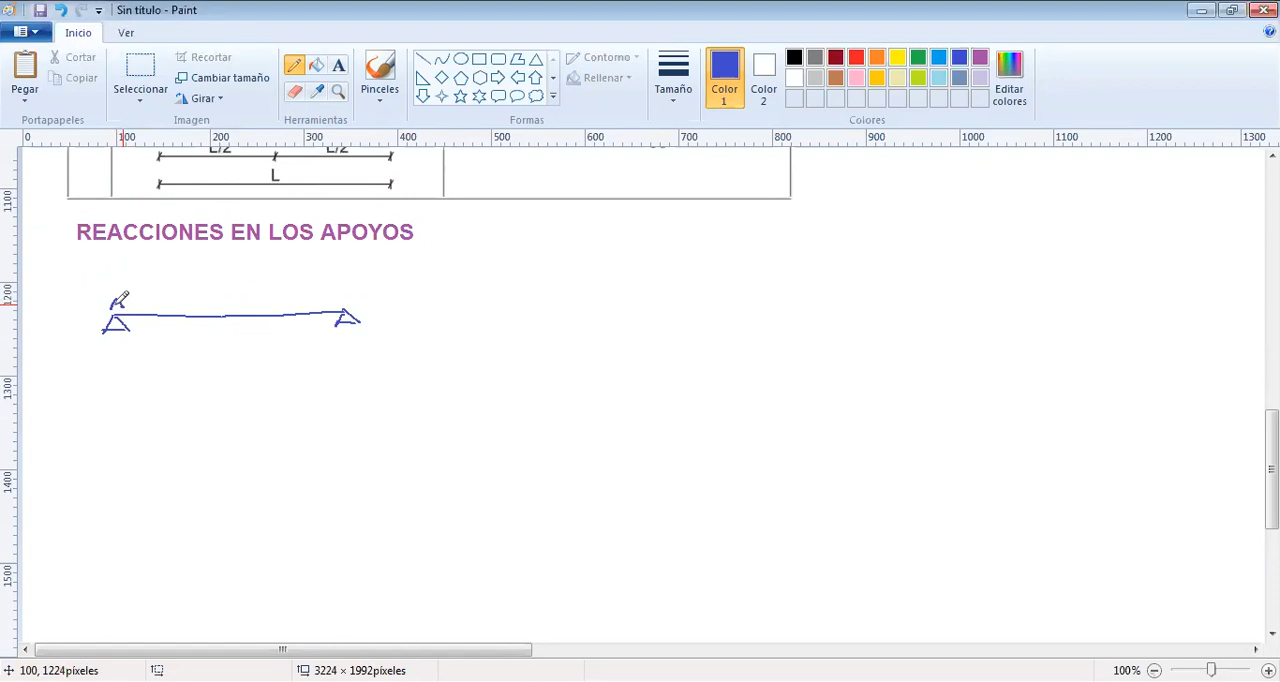 Sin título - Paint
Inicio
Ver
Pegar
Cortar
Copiar
Portapapeles
Seleccionar
Recortar
Cambiar tamaño
Girar
Imagen
A
Herramientas
Pinceles
Formas
Contorno
Rellenar
Tamaño
Color
1
Color
2
Editar
colores
Colores
0 100 200 300 400 500 600 700 800 900 1000 1100 1200 1300
1100
1200
1300
1400
1500
L/2 L/2
L
REACCIONES EN LOS APOYOS
100, 1224píxeles
3224 × 1992píxeles
100%